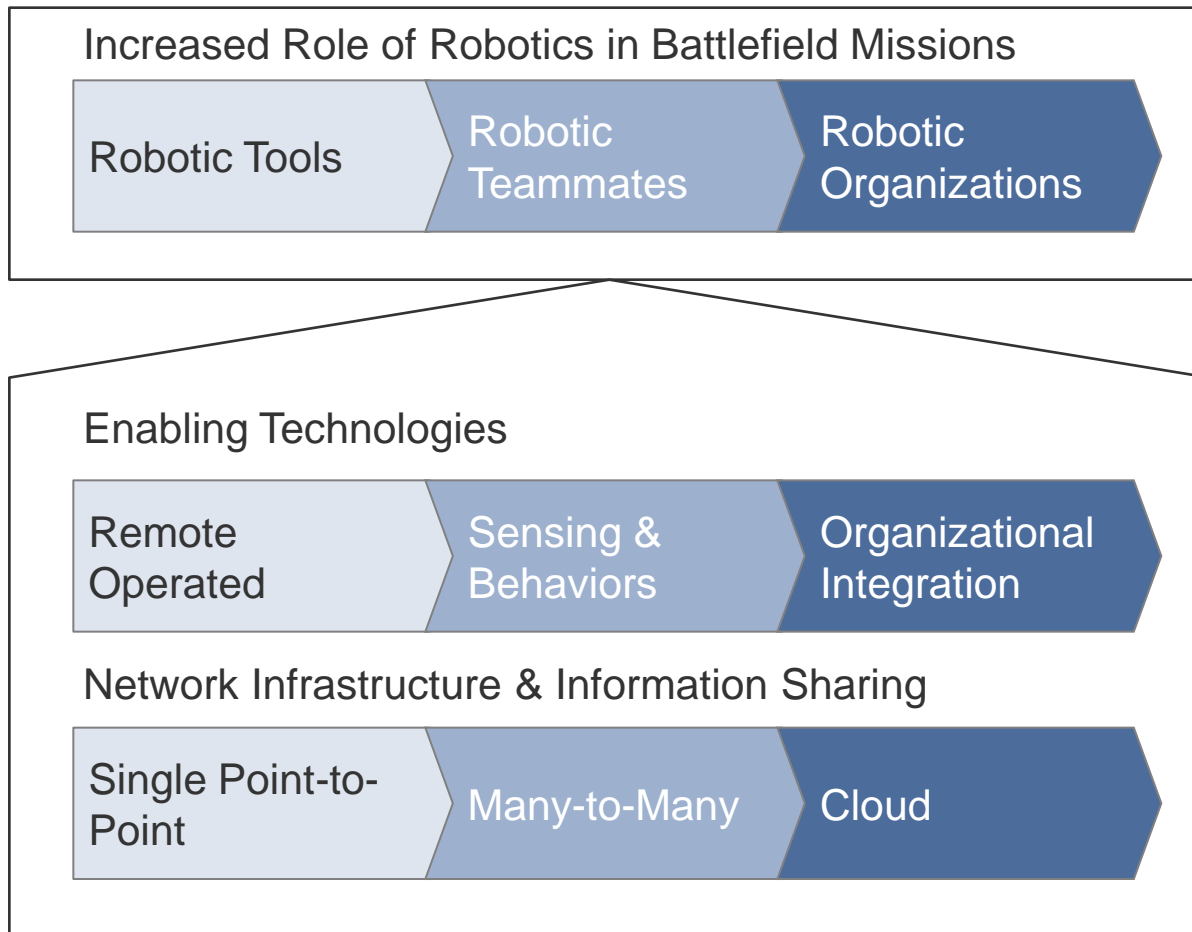 Increased Role of Robotics in Battlefield Missions
Robotic Tools
Robotic
Teammates
Robotic
Organizations
Enabling Technologies
Remote
Operated
Sensing &
Behaviors
Organizational
Integration
Network Infrastructure & Information Sharing
Single Point-to-
Point
Many-to-Many
Cloud